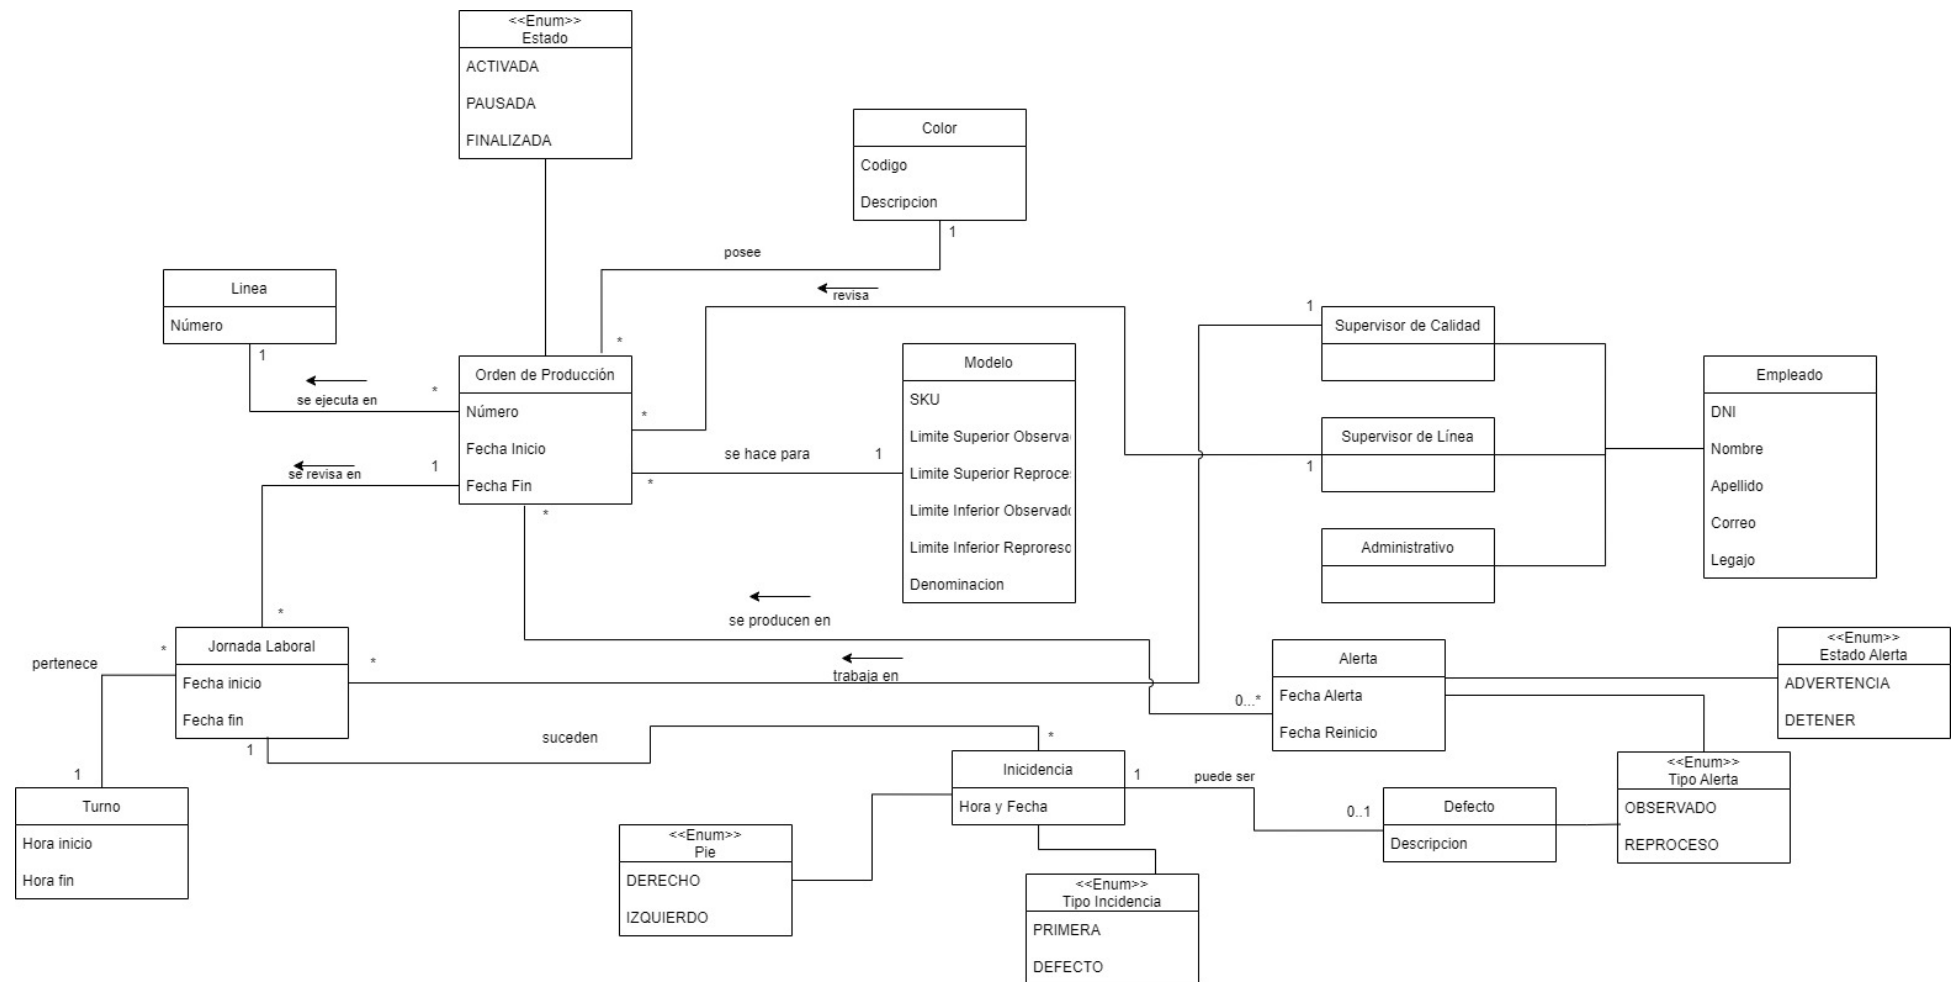 <<Enum>>
Estado
ACTIVADA
PAUSADA
FINALIZADA
Color
Codigo
Descripcion
1
posee
*
Linea
Número
1
se ejecuta en
*
revisa
*
1
Orden de Producción
Número
Fecha Inicio
Fecha Fin
Modelo
SKU
Limite Superior Observa
Limite Superior Reproce
Limite Inferior Observad
Limite Inferior Reproreso
Denominacion
se hace para
1
*
1
Supervisor de Calidad
Supervisor de Línea
Administrativo
Empleado
DNI
Nombre
Apellido
Correo
Legajo
se revisa en
1
*
*
se producen en
0...*
Jornada Laboral
Fecha inicio
Fecha fin
pertenece
*
1
*
trabaja en
Alerta
Fecha Alerta
Fecha Reinicio
<<Enum>>
Estado Alerta
ADVERTENCIA
DETENER
1
suceden
*
Turno
Hora inicio
Hora fin
Inicidencia
Hora y Fecha
1
puede ser
0..1
Defecto
Descripcion
<<Enum>>
Tipo Alerta
OBSERVADO
REPROCESO
<<Enum>>
Pie
DERECHO
IZQUIERDO
<<Enum>>
Tipo Incidencia
PRIMERA
DEFECTO